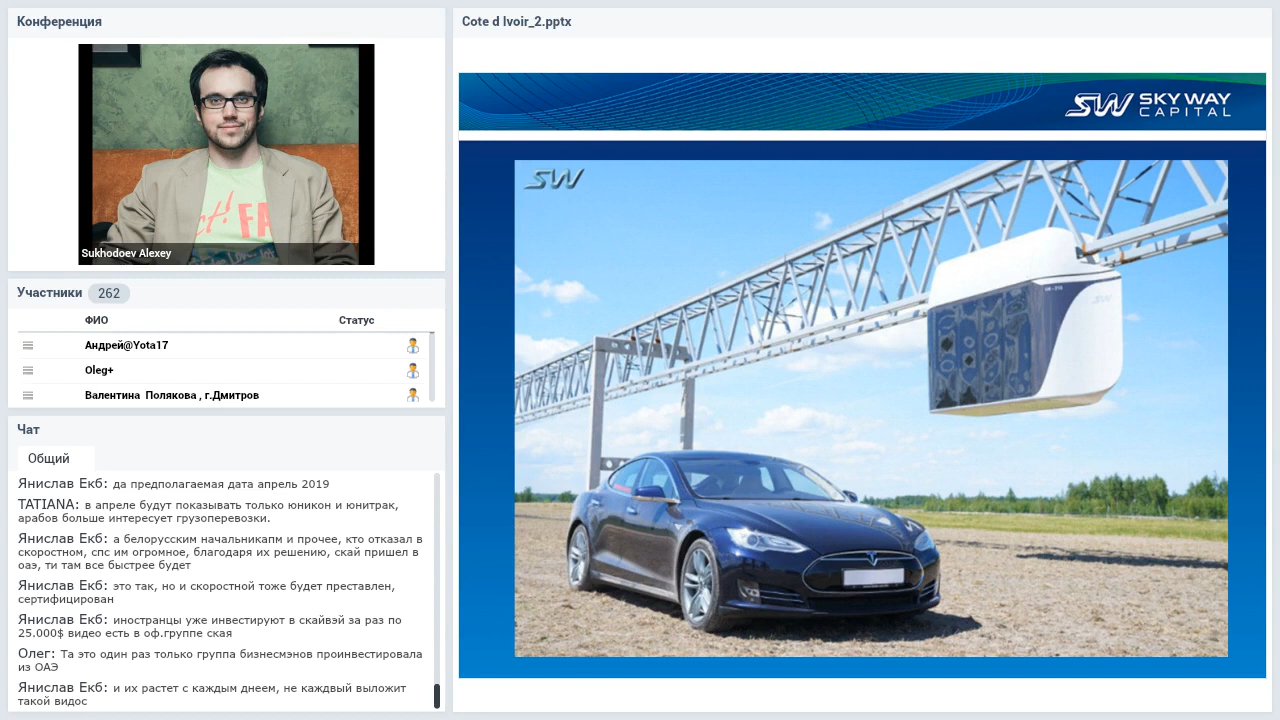 Конференция
Sukhodoev Alexey
Участники 262
ФИО Статус
Андрей@Yota17
Oleg+
Валентина Полякова , г.Дмитров
Чат
Общий
Янислав Екб: да предполагаемая дата апрель 2019
TATIANA: в апреле будут показывать только юникон и юнитрак,
арабов больше интересует грузоперевозки.
Янислав Екб: а белорусским начальникапм и прочее, кто отказал в
скоростном, спс им огромное, благодаря их решению, скай пришел в
оаз, ти там все быстрее будет
Янислав Екб: это так, но и скоростной тоже будет преставлен,
сертифицирован
Янислав Екб: иностранцы уже инвестируют в скайвэй за раз по
25.000$ видео есть в оф.группе ская
Олег: Та это один раз только группа бизнесмэнов проинвестировала
из ОАЭ
Янислав Екб: и их растет с каждым днеем, не каждвый выложит
такой видос
Cote d Ivoir_2.pptx
SW SKY WAY
CAPITAL
SW
SW